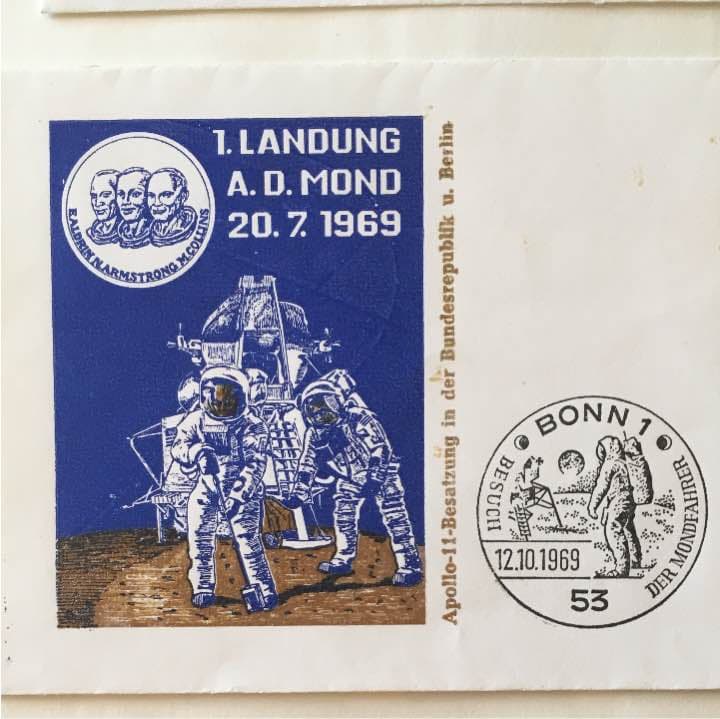 1. LANDUNG
A. D. MOND
20. 7. 1969
E.ALDRIN N.ARMSTRONG M.COLLINS
Apollo-11-Besatzung in der Bundesrepublik u. Berlin
BONN 1
BESUCH
DER MONDFAHRER
12.10.1969
53